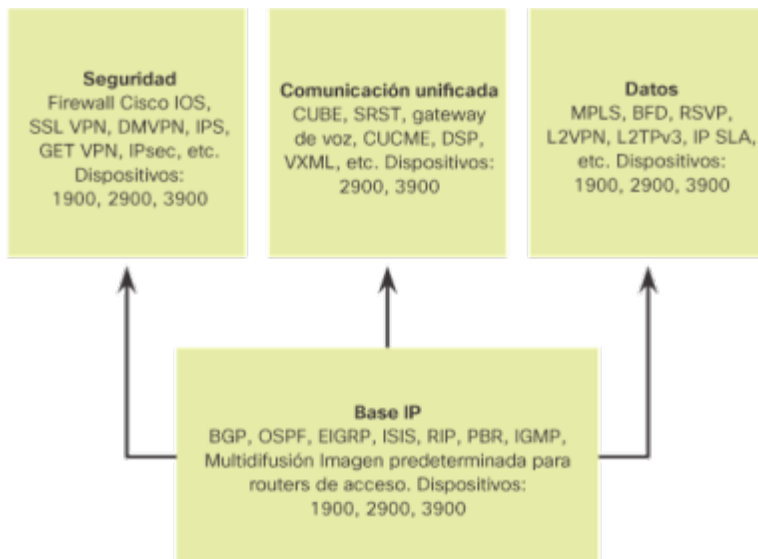 Seguridad
Firewall Cisco IOS,
SSL VPN, DMVPN, IPS,
GET VPN, IPsec, etc.
Dispositivos:
1900, 2900, 3900
Comunicación unificada
CUBE, SRST, gateway
de voz, CUCME, DSP,
VXML, etc. Dispositivos:
2900, 3900
Datos
MPLS, BFD, RSVP,
L2VPN, L2TPv3, IP SLA,
etc. Dispositivos:
1900, 2900, 3900
Base IP
BGP, OSPF, EIGRP, ISIS, RIP, PBR, IGMP,
Multidifusión Imagen predeterminada para
routers de acceso. Dispositivos:
1900, 2900, 3900